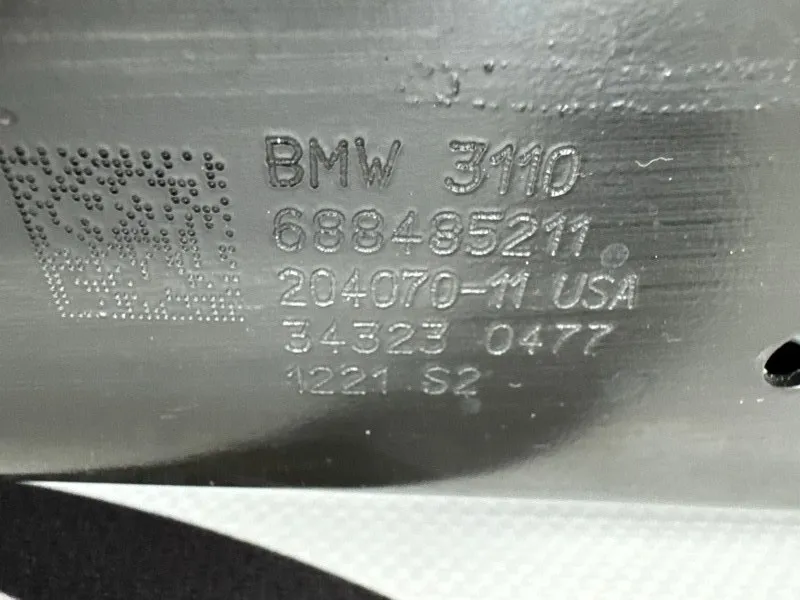 BMW 3110
688485211
204070-11 USA
34323 0477
1221 S2